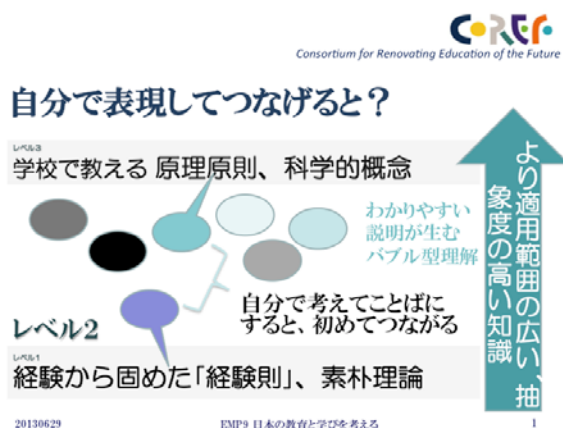 CoREF
Consortium for Renovating Education of the Future
自分で表現してつなげると？
レベル3
学校で教える 原理原則、科学的概念
わかりやすい
説明が生む
バブル型理解
自分で考えてことばに
すると、初めてつながる
レベル2
レベル1
経験から固めた「経験則」、素朴理論
より適用範囲の広い、抽
象度の高い知識
20130629
EMP9 日本の教育と学びを考える
1